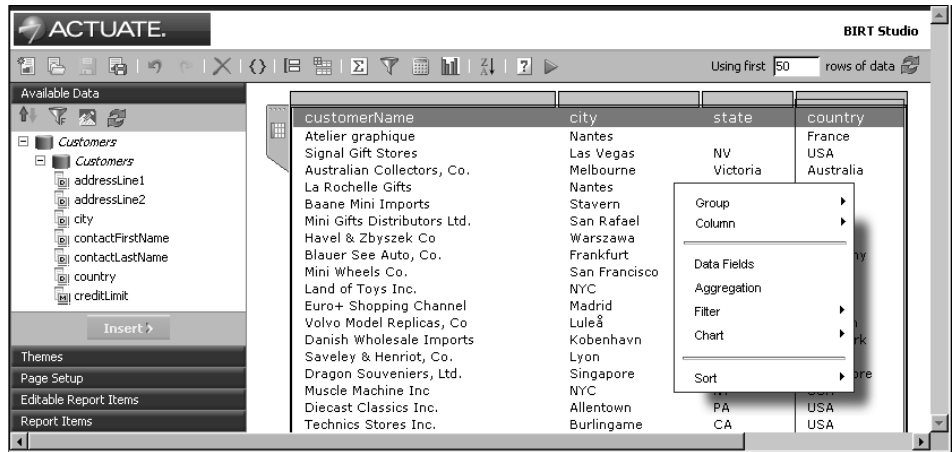 ACTUATE.
BIRT Studio
Using first 50 rows of data
Available Data
Customers
Customers
addressLine1
addressLine2
city
contactFirstName
contactLastName
country
creditLimit
Insert
Themes
Page Setup
Editable Report Items
Report Items
customerName city state country
Atelier graphique Nantes France
Signal Gift Stores Las Vegas NV USA
Australian Collectors, Co. Melbourne Victoria Australia
La Rochelle Gifts Nantes
Baane Mini Imports Stavern
Mini Gifts Distributors Ltd. San Rafael
Havel & Zbyszek Co Warszawa
Blauer See Auto, Co. Frankfurt
Mini Wheels Co. San Francisco
Land of Toys Inc. NYC
Euro+ Shopping Channel Madrid
Volvo Model Replicas, Co Luleå
Danish Wholesale Imports Kobenhavn
Saveley & Henriot, Co. Lyon
Dragon Souveniers, Ltd. Singapore
Muscle Machine Inc NYC
Diecast Classics Inc. Allentown PA USA
Technics Stores Inc. Burlingame CA USA
Group
Column
Data Fields
Aggregation
Filter
Chart
Sort